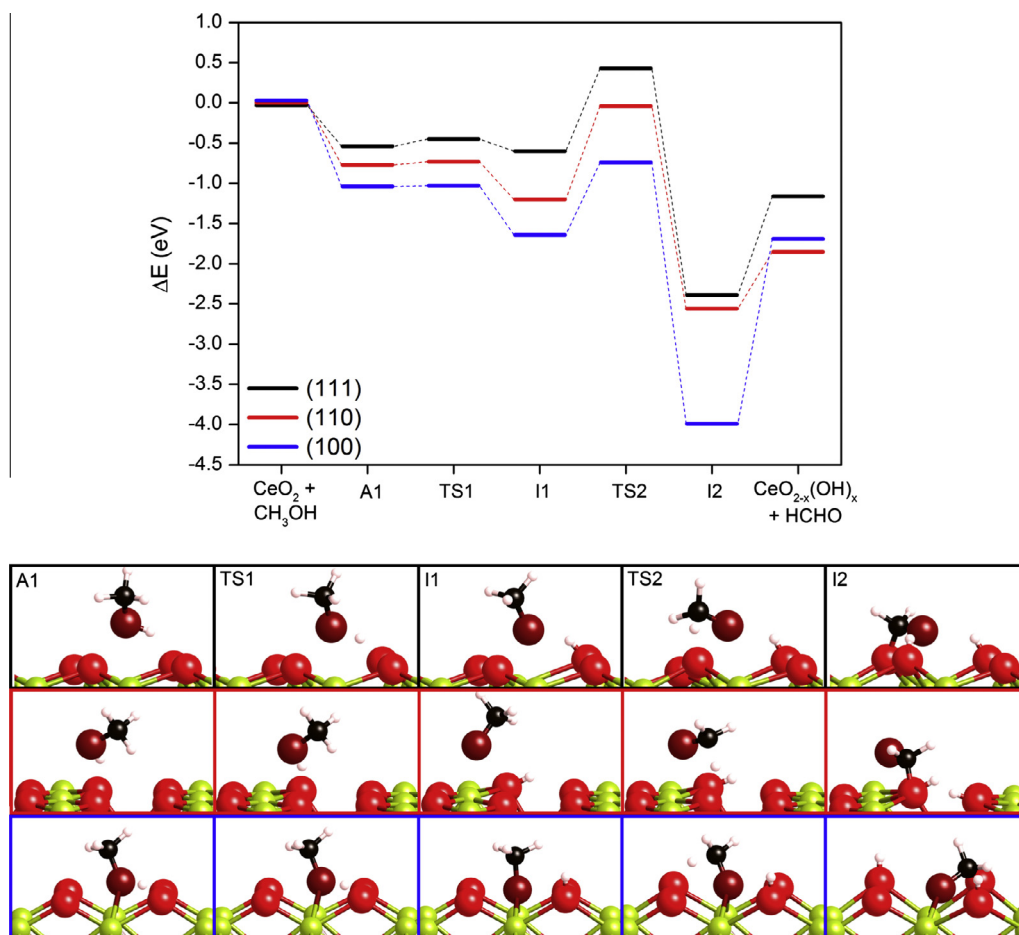 1.0
0.5
0.0
-0.5
-1.0
-1.5
-2.0
-2.5
-3.0
-3.5
-4.0
-4.5
ΔE (eV)
(111)
(110)
(100)
CeO₂ +
CH₃OH
A1
TS1
I1
TS2
I2
CeO₂₋ₓ(OH)ₓ
+ HCHO
A1
TS1
I1
TS2
I2